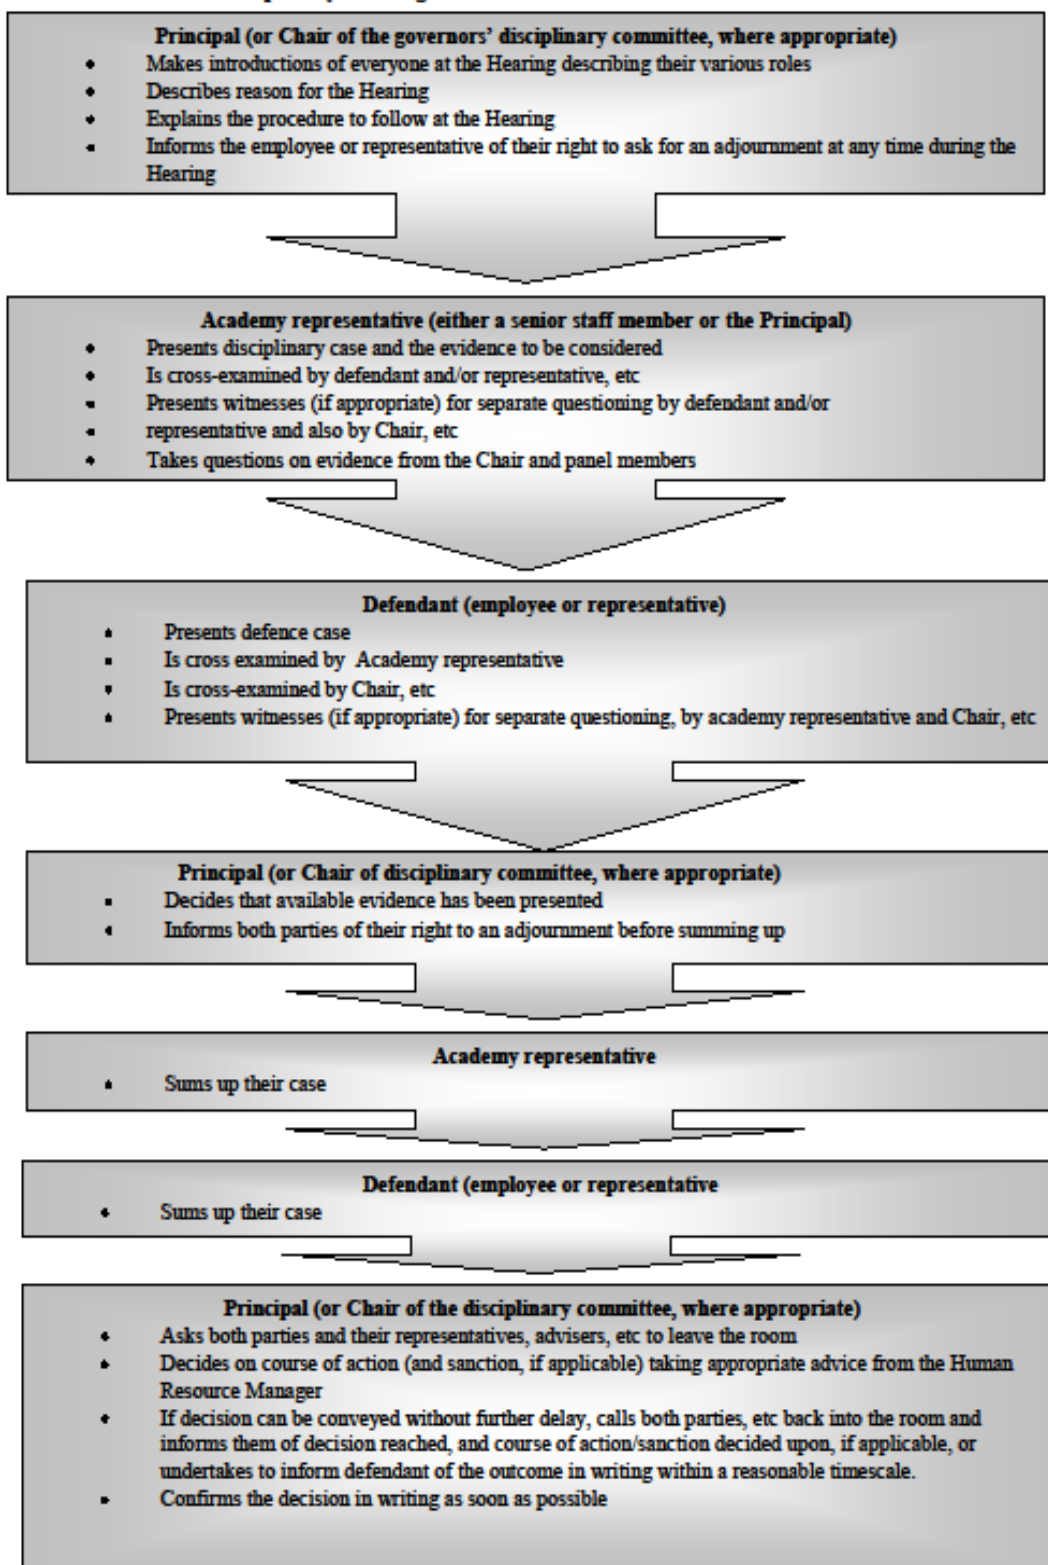 Principal (or Chair of the governors' disciplinary committee, where appropriate)
Makes introductions of everyone at the Hearing describing their various roles
Describes reason for the Hearing
Explains the procedure to follow at the Hearing
Informs the employee or representative of their right to ask for an adjournment at any time during the
Hearing
Academy representative (either a senior staff member or the Principal)
Presents disciplinary case and the evidence to be considered
Is cross-examined by defendant and/or representative, etc
Presents witnesses (if appropriate) for separate questioning by defendant and/or
representative and also by Chair, etc
Takes questions on evidence from the Chair and panel members
Defendant (employee or representative)
Presents defence case
Is cross examined by Academy representative
Is cross-examined by Chair, etc
Presents witnesses (if appropriate) for separate questioning, by academy representative and Chair, etc
Principal (or Chair of disciplinary committee, where appropriate)
Decides that available evidence has been presented
Informs both parties of their right to an adjournment before summing up
Academy representative
Sums up their case
Defendant (employee or representative
Sums up their case
Principal (or Chair of the disciplinary committee, where appropriate)
Asks both parties and their representatives, advisers, etc to leave the room
Decides on course of action (and sanction, if applicable) taking appropriate advice from the Human
Resource Manager
If decision can be conveyed without further delay, calls both parties, etc back into the room and
informs them of decision reached, and course of action/sanction decided upon, if applicable, or
undertakes to inform defendant of the outcome in writing within a reasonable timescale.
Confirms the decision in writing as soon as possible